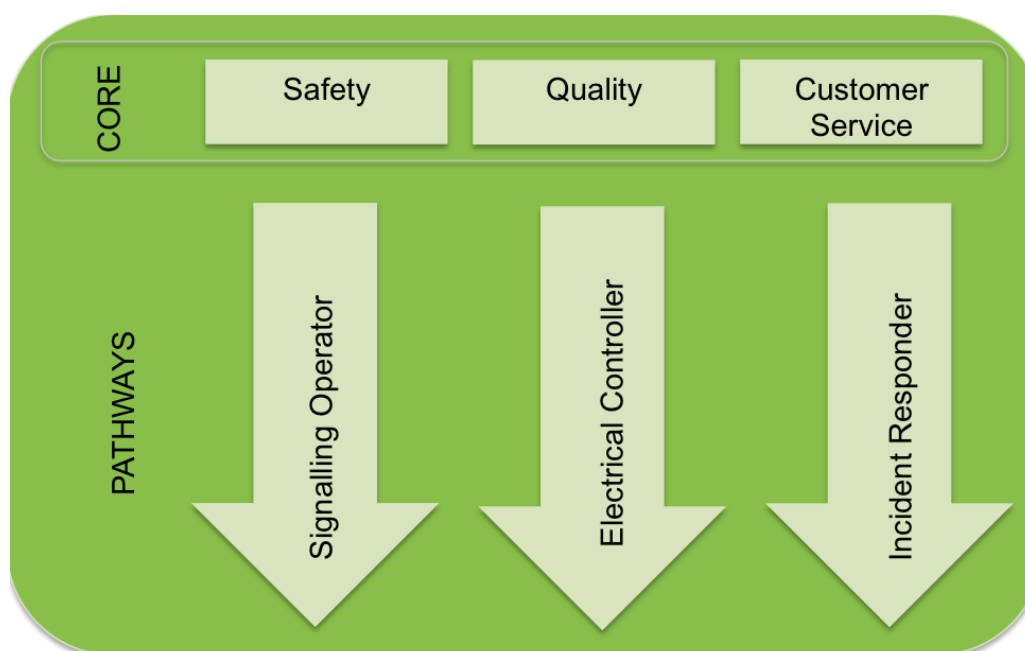 CORE
Safety
Quality
Customer
Service
PATHWAYS
Signalling Operator
Electrical Controller
Incident Responder